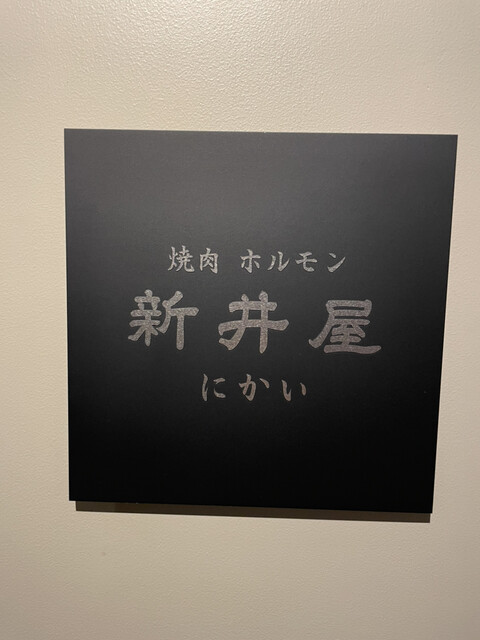 焼肉 ホルモン
新井屋
にかい